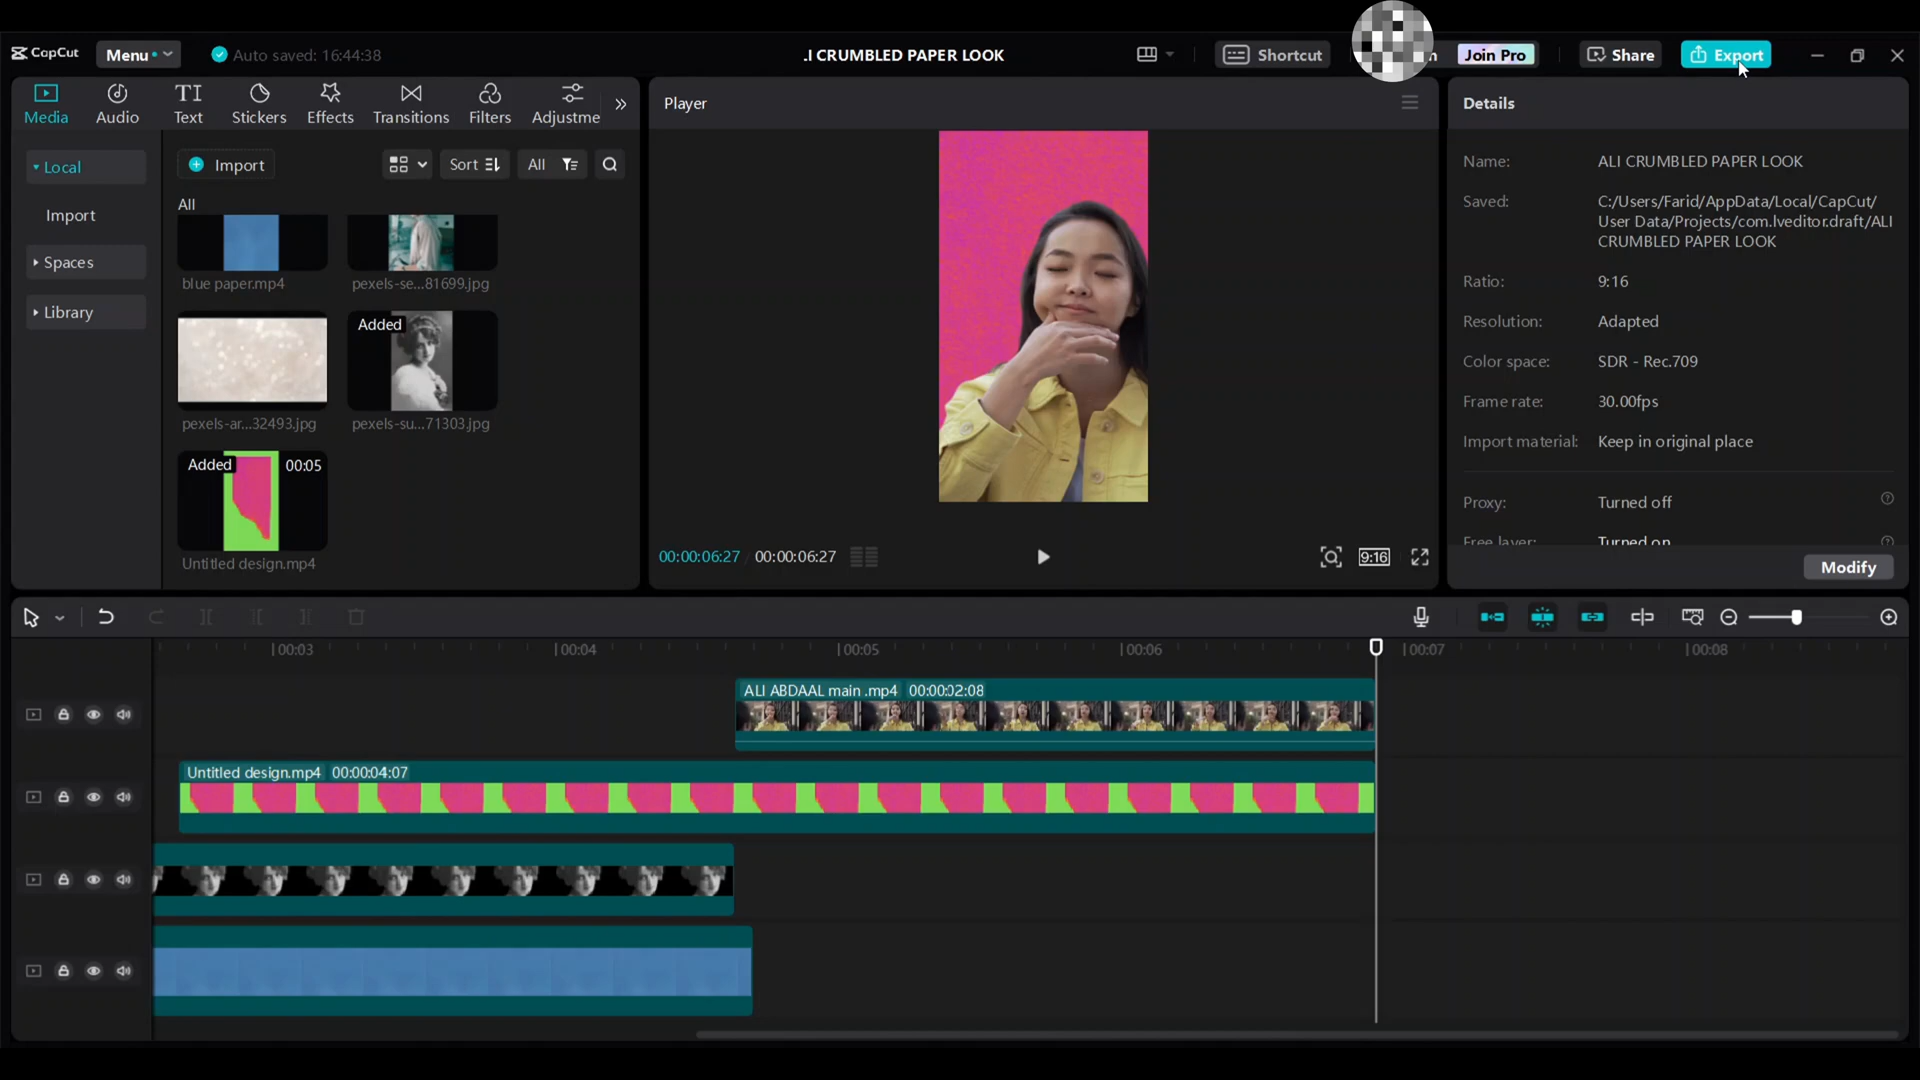 CapCut
Menu
Auto saved: 16:44:38
.I CRUMBLED PAPER LOOK
Shortcut
Join Pro
Share
Export
Media
Audio
TI
Text
Stickers
Effects
Transitions
Filters
Adjustme
Player
Details
Local
Import
Spaces
Library
Import
Sort
All
All
blue paper.mp4
pexels-se...81699.jpg
Added
pexels-ar...32493.jpg
pexels-su...71303.jpg
Added
00:05
Untitled design.mp4
00:00:06:27
00:00:06:27
9:16
Name:
ALI CRUMBLED PAPER LOOK
Saved:
C:/Users/Farid/AppData/Local/CapCut/
User Data/Projects/com.lveditor.draft/ALI
CRUMBLED PAPER LOOK
Ratio:
9:16
Resolution:
Adapted
Color space:
SDR - Rec.709
Frame rate:
30.00fps
Import material:
Keep in original place
Proxy:
Turned off
Free layer:
Turned on
Modify
00:03
00:04
00:05
00:06
00:07
00:08
ALI ABDAAL main .mp4 00:00:02:08
Untitled design.mp4 00:00:04:07